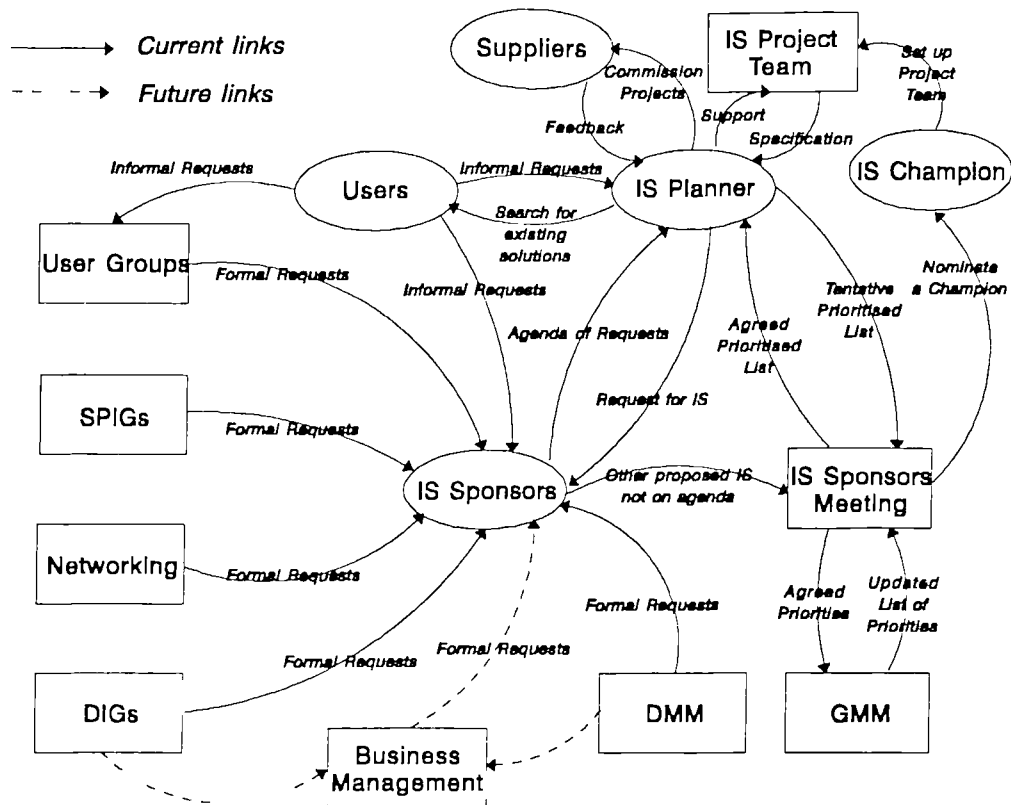 Current links
Future links
Suppliers
IS Project
Team
Set up
Project
Team
Commission
Projects
Support
Feedback
Specification
Informal Requests
Users
Informal Requests
IS Planner
IS Champion
Search for
existing
solutions
User Groups
Formal Requests
Informal Requests
Nominate
a Champion
Agenda of Requests
Agreed
Prioritised
List
Tentative
Prioritised
List
SPIGs
Formal Requests
Request for IS
IS Sponsors
Other proposed IS
not on agenda
IS Sponsors
Meeting
Networking
Formal Requests
Formal Requests
Agreed
Priorities
Updated
List of
Priorities
Formal Requests
Formal Requests
DIGs
Business
Management
DMM
GMM